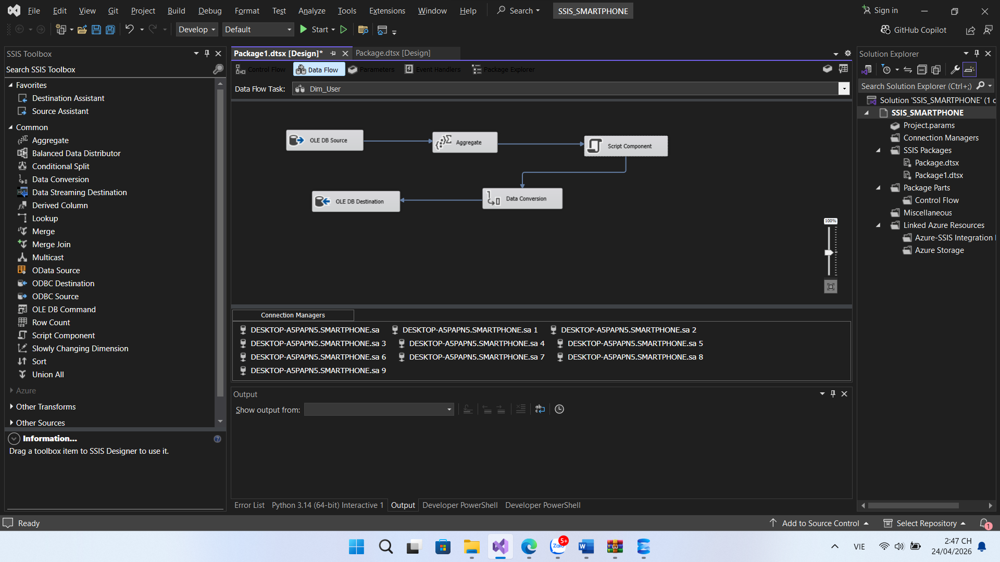 File Edit View Git Project Build Debug Format Test Analyze Tools Extensions Window Help Search SSIS_SMARTPHONE Sign in
Develop Default Start GitHub Copilot
SSIS Toolbox
Search SSIS Toolbox
Favorites
Destination Assistant
Source Assistant
Common
Aggregate
Balanced Data Distributor
Conditional Split
Data Conversion
Data Streaming Destination
Derived Column
Lookup
Merge
Merge Join
Multicast
OData Source
ODBC Destination
ODBC Source
OLE DB Command
Row Count
Script Component
Slowly Changing Dimension
Sort
Union All
Azure
Other Transforms
Other Sources
Information...
Drag a toolbox item to SSIS Designer to use it.
Package1.dtsx [Design]* Package.dtsx [Design]
Control Flow Data Flow Parameters Event Handlers Package Explorer
Data Flow Task: Dim_User
OLE DB Source
Aggregate
Script Component
OLE DB Destination
Data Conversion
100%
Connection Managers
DESKTOP-A5PAPN5.SMARTPHONE.sa DESKTOP-A5PAPN5.SMARTPHONE.sa 1 DESKTOP-A5PAPN5.SMARTPHONE.sa 2
DESKTOP-A5PAPN5.SMARTPHONE.sa 3 DESKTOP-A5PAPN5.SMARTPHONE.sa 4 DESKTOP-A5PAPN5.SMARTPHONE.sa 5
DESKTOP-A5PAPN5.SMARTPHONE.sa 6 DESKTOP-A5PAPN5.SMARTPHONE.sa 7 DESKTOP-A5PAPN5.SMARTPHONE.sa 8
DESKTOP-A5PAPN5.SMARTPHONE.sa 9
Output
Show output from:
Error List Python 3.14 (64-bit) Interactive 1 Output Developer PowerShell Developer PowerShell
Solution Explorer
Search Solution Explorer (Ctrl+;)
Solution 'SSIS_SMARTPHONE' (1 c
SSIS_SMARTPHONE
Project.params
Connection Managers
SSIS Packages
Package.dtsx
Package1.dtsx
Package Parts
Control Flow
Miscellaneous
Linked Azure Resources
Azure-SSIS Integration
Azure Storage
Ready Add to Source Control Select Repository 1
Zalo 5+
VIE
2:47 CH
24/04/2026